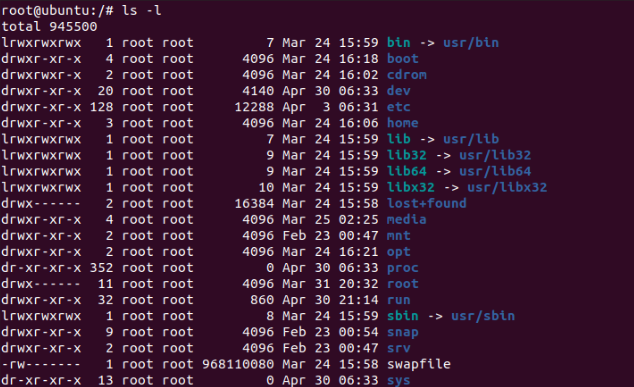 root@ubuntu:/# ls -l
total 945500
lrwxrwxrwx   1 root root         7 Mar 24 15:59 bin -> usr/bin
drwxr-xr-x   4 root root      4096 Mar 24 16:18 boot
drwxrwxr-x   2 root root      4096 Mar 24 16:02 cdrom
drwxr-xr-x  20 root root      4140 Apr 30 06:33 dev
drwxr-xr-x 128 root root     12288 Apr  3 06:31 etc
drwxr-xr-x   3 root root      4096 Mar 24 16:06 home
lrwxrwxrwx   1 root root         7 Mar 24 15:59 lib -> usr/lib
lrwxrwxrwx   1 root root         9 Mar 24 15:59 lib32 -> usr/lib32
lrwxrwxrwx   1 root root         9 Mar 24 15:59 lib64 -> usr/lib64
lrwxrwxrwx   1 root root        10 Mar 24 15:59 libx32 -> usr/libx32
drwx------   2 root root     16384 Mar 24 15:58 lost+found
drwxr-xr-x   4 root root      4096 Mar 25 02:25 media
drwxr-xr-x   2 root root      4096 Feb 23 00:47 mnt
drwxr-xr-x   2 root root      4096 Mar 24 16:21 opt
dr-xr-xr-x 352 root root         0 Apr 30 06:33 proc
drwx------  11 root root      4096 Mar 31 20:32 root
drwxr-xr-x  32 root root       860 Apr 30 21:14 run
lrwxrwxrwx   1 root root         8 Mar 24 15:59 sbin -> usr/sbin
drwxr-xr-x   9 root root      4096 Feb 23 00:54 snap
drwxr-xr-x   2 root root      4096 Feb 23 00:47 srv
-rw-------   1 root root 968110080 Mar 24 15:58 swapfile
dr-xr-xr-x  13 root root         0 Apr 30 06:33 sys